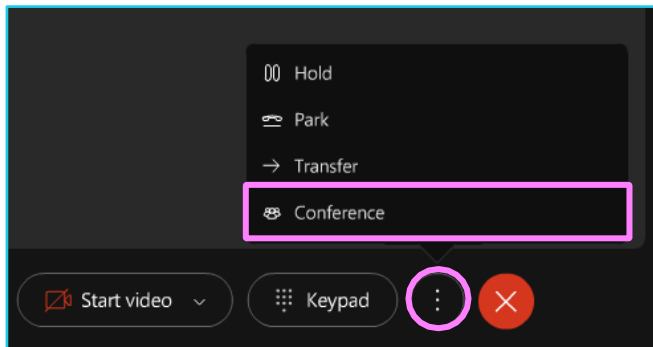 Hold
Park
Transfer
Conference
Start video
Keypad